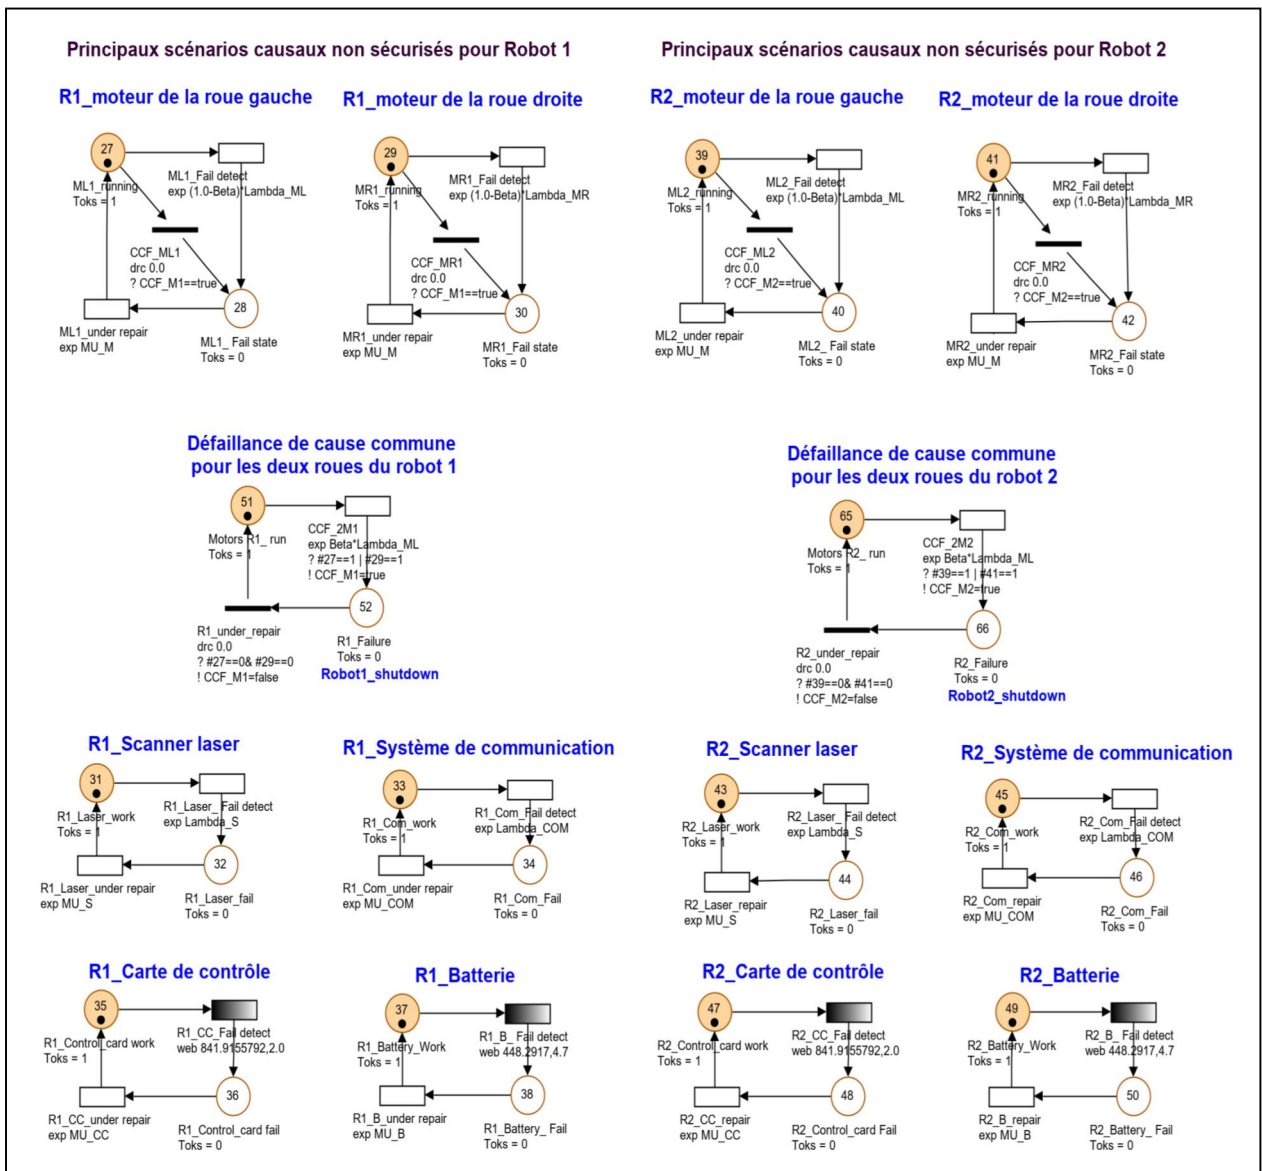 Principaux scénarios causaux non sécurisés pour Robot 1
Principaux scénarios causaux non sécurisés pour Robot 2
R1_moteur de la roue gauche
R1_moteur de la roue droite
R2_moteur de la roue gauche
R2_moteur de la roue droite
27
ML1_running
Toks = 1
ML1_Fail detect
exp (1.0-Beta)*Lambda_ML
CCF_ML1
drc 0.0
? CCF_M1==true
28
ML1_under repair
exp MU_M
ML1_ Fail state
Toks = 0
29
MR1_running
Toks = 1
MR1_Fail detect
exp (1.0-Beta)*Lambda_MR
CCF_MR1
drc 0.0
? CCF_M1==true
30
MR1_under repair
exp MU_M
MR1_Fail state
Toks = 0
39
ML2_running
Toks = 1
ML2_Fail detect
exp (1.0-Beta)*Lambda_ML
CCF_ML2
drc 0.0
? CCF_M2==true
40
ML2_under repair
exp MU_M
ML2_ Fail state
Toks = 0
41
MR2_running
Toks = 1
MR2_Fail detect
exp (1.0-Beta)*Lambda_MR
CCF_MR2
drc 0.0
? CCF_M2==true
42
MR2_under repair
exp MU_M
MR2_Fail state
Toks = 0
Défaillance de cause commune
pour les deux roues du robot 1
51
Motors R1_ run
Toks = 1
CCF_2M1
exp Beta*Lambda_ML
? #27==1 | #29==1
! CCF_M1=true
52
R1_under_repair
drc 0.0
? #27==0& #29==0
! CCF_M1=false
R1_Failure
Toks = 0
Robot1_shutdown
Défaillance de cause commune
pour les deux roues du robot 2
65
Motors R2_ run
Toks = 1
CCF_2M2
exp Beta*Lambda_ML
? #39==1 | #41==1
! CCF_M2=true
66
R2_under_repair
drc 0.0
? #39==0& #41==0
! CCF_M2=false
R2_Failure
Toks = 0
Robot2_shutdown
R1_Scanner laser
R1_Système de communication
R2_Scanner laser
R2_Système de communication
31
R1_Laser_work
Toks = 1
R1_Laser_ Fail detect
exp Lambda_S
32
R1_Laser_under repair
exp MU_S
R1_Laser_fail
Toks = 0
33
R1_Com_work
Toks = 1
R1_Com_Fail detect
exp Lambda_COM
34
R1_Com_under repair
exp MU_COM
R1_Com_Fail
Toks = 0
43
R2_Laser_work
Toks = 1
R2_Laser_ Fail detect
exp Lambda_S
44
R2_Laser_repair
exp MU_S
R2_Laser_fail
Toks = 0
45
R2_Com_work
Toks = 1
R2_Com_Fail detect
exp Lambda_COM
46
R2_Com_repair
exp MU_COM
R2_Com_Fail
Toks = 0
R1_Carte de contrôle
R1_Batterie
R2_Carte de contrôle
R2_Batterie
35
R1_Control_card work
Toks = 1
R1_CC_Fail detect
web 841.9155792,2.0
36
R1_CC_under repair
exp MU_CC
R1_Control_card fail
Toks = 0
37
R1_Battery_Work
Toks = 1
R1_B_ Fail detect
web 448.2917,4.7
38
R1_B_under repair
exp MU_B
R1_Battery_ Fail
Toks = 0
47
R2_Control_card work
Toks = 1
R2_CC_Fail detect
web 841.9155792,2.0
48
R2_CC_repair
exp MU_CC
R2_Control_card Fail
Toks = 0
49
R2_Battery_Work
Toks = 1
R2_B_ Fail detect
web 448.2917,4.7
50
R2_B_repair
exp MU_B
R2_Battery_ Fail
Toks = 0